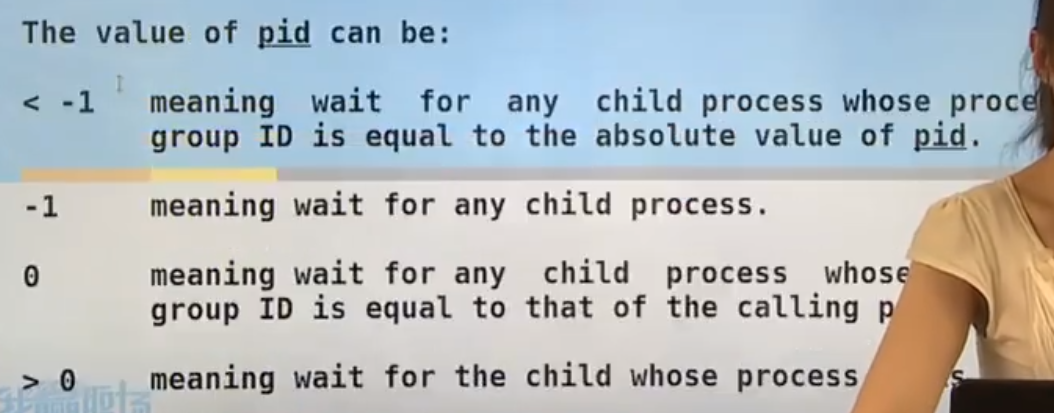 The value of pid can be:
< -1 meaning wait for any child process whose proce
group ID is equal to the absolute value of pid.
-1 meaning wait for any child process.
0 meaning wait for any child process whose
group ID is equal to that of the calling p
> 0 meaning wait for the child whose process